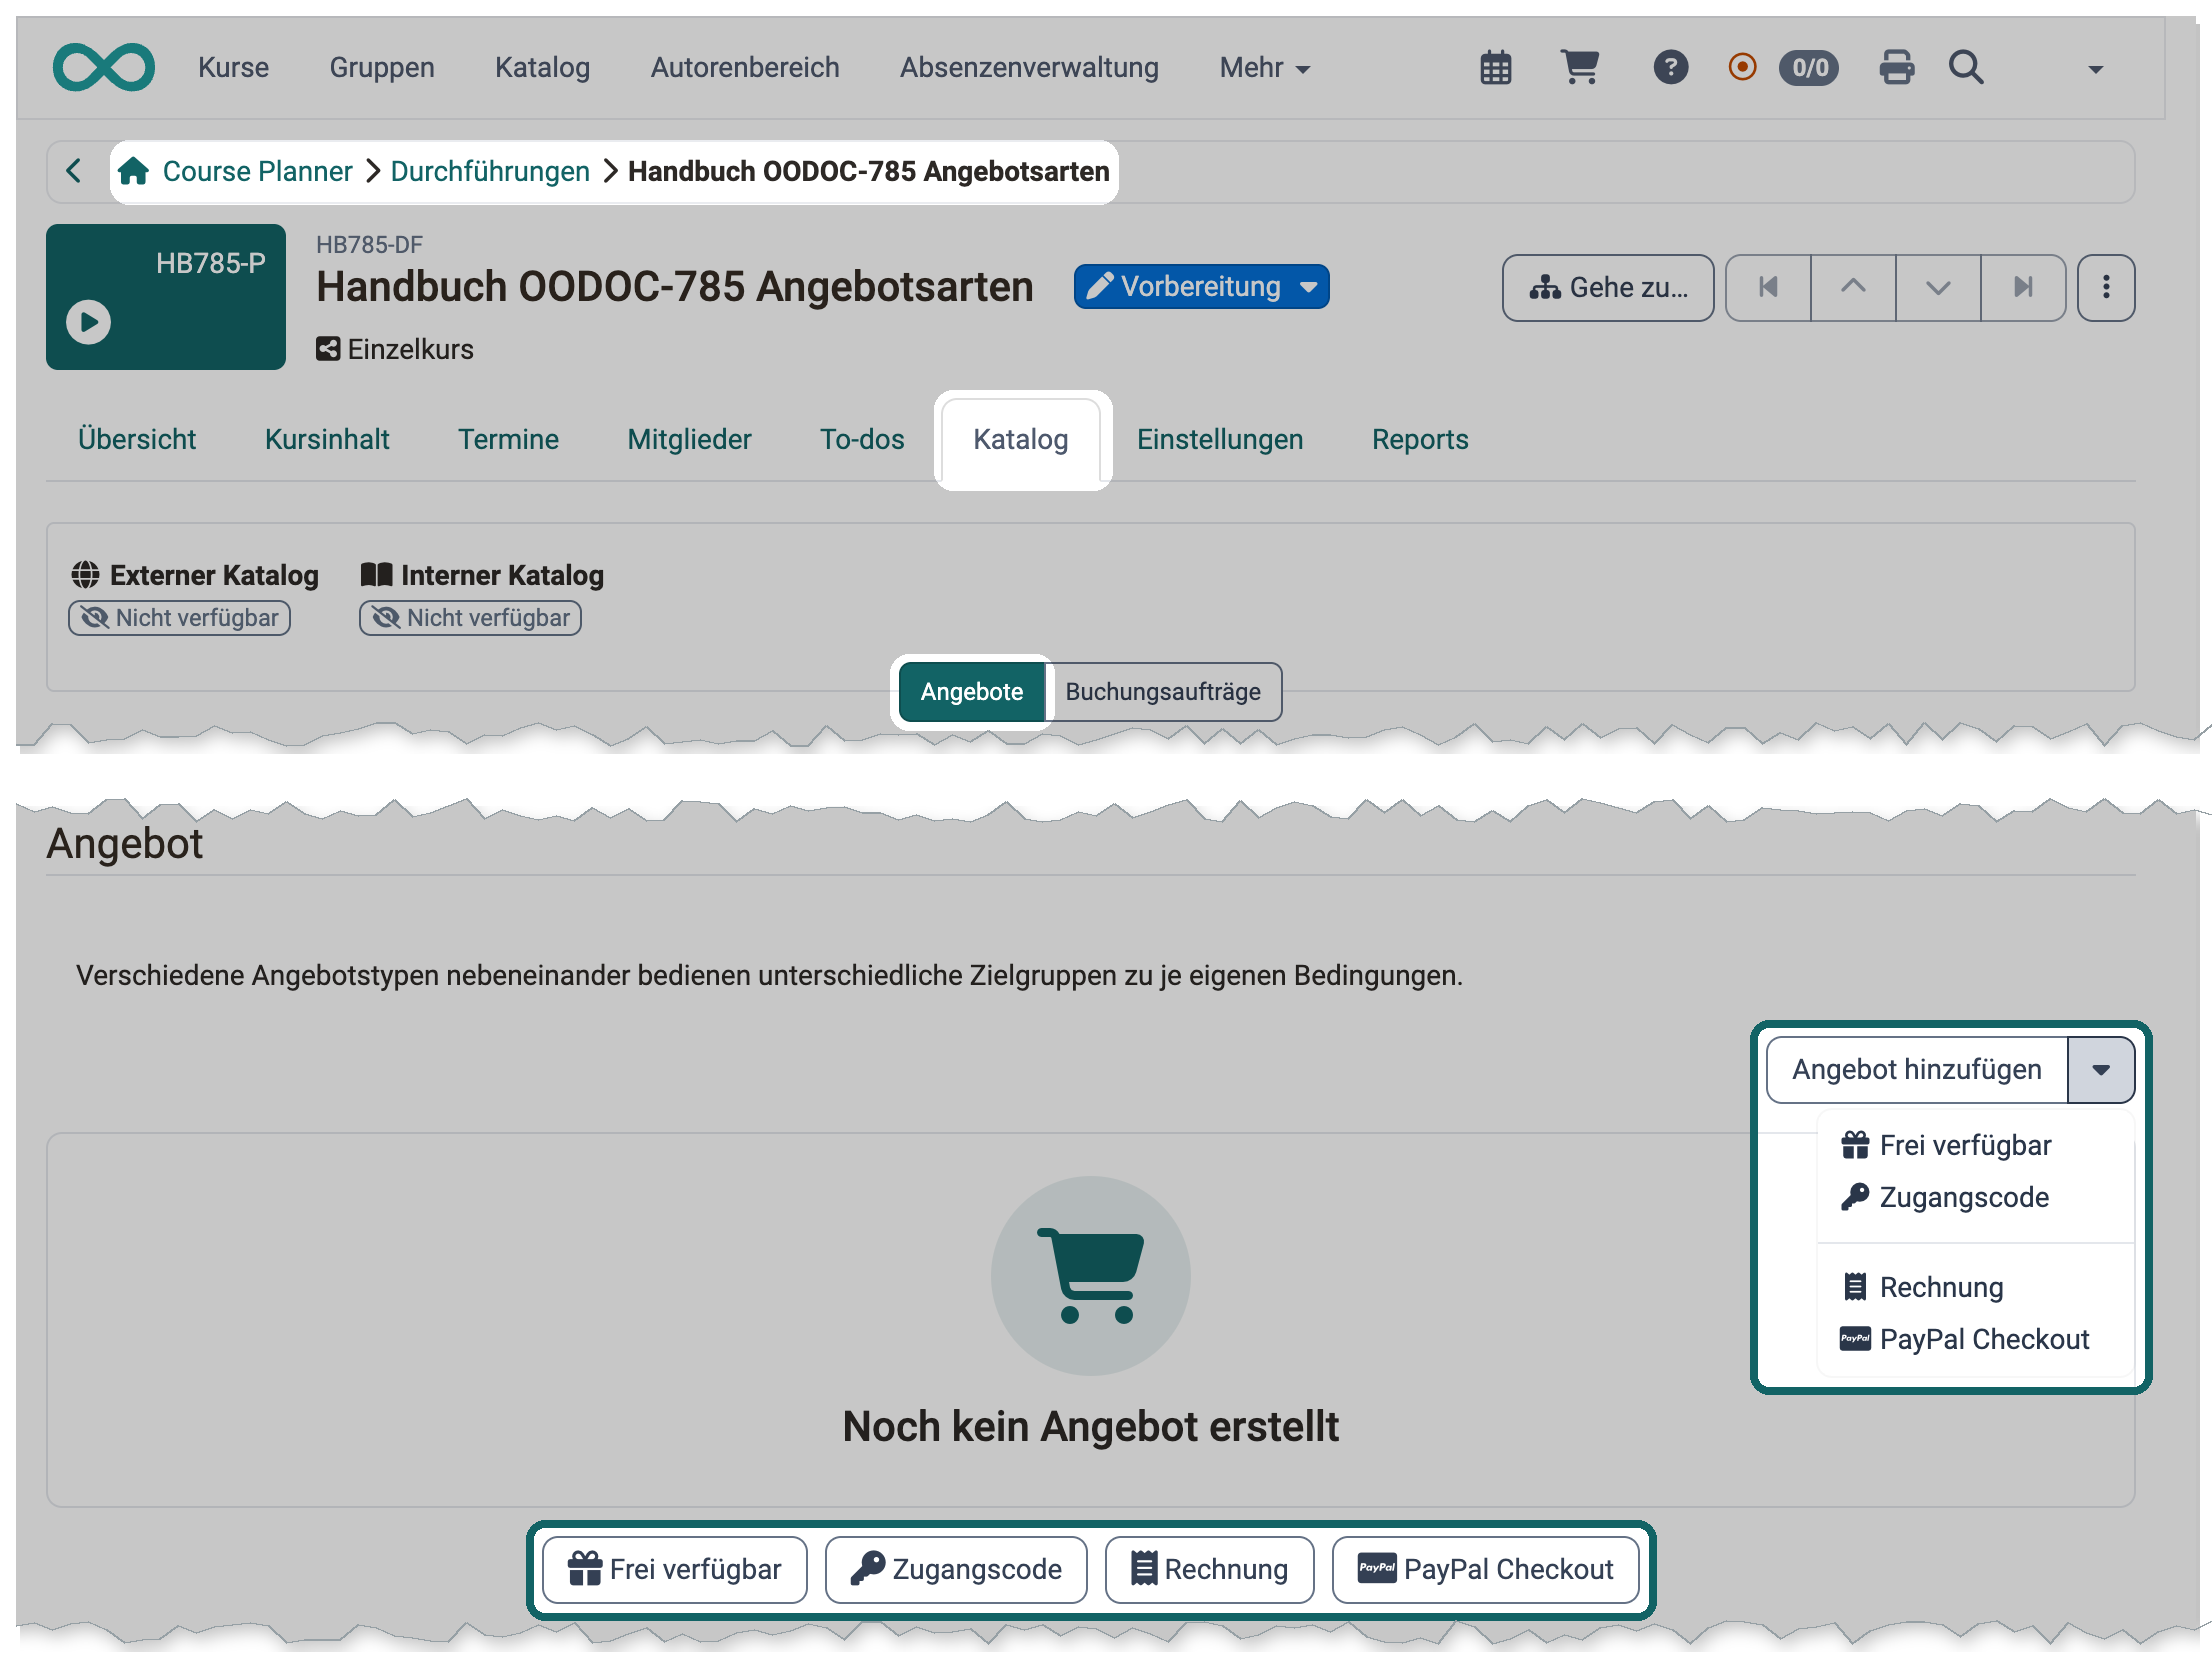 Kurse Gruppen Katalog Autorenbereich Absenzenverwaltung Mehr ? 0/0
Course Planner Durchführungen Handbuch OODOC-785 Angebotsarten
HB785-P
HB785-DF
Handbuch OODOC-785 Angebotsarten Vorbereitung Gehe zu...
Einzelkurs
Übersicht Kursinhalt Termine Mitglieder To-dos Katalog Einstellungen Reports
Externer Katalog Interner Katalog
Nicht verfügbar Nicht verfügbar
Angebote Buchungsaufträge
Angebot
Verschiedene Angebotstypen nebeneinander bedienen unterschiedliche Zielgruppen zu je eigenen Bedingungen.
Angebot hinzufügen
Frei verfügbar
Zugangscode
Rechnung
PayPal PayPal Checkout
Noch kein Angebot erstellt
Frei verfügbar Zugangscode Rechnung PayPal PayPal Checkout